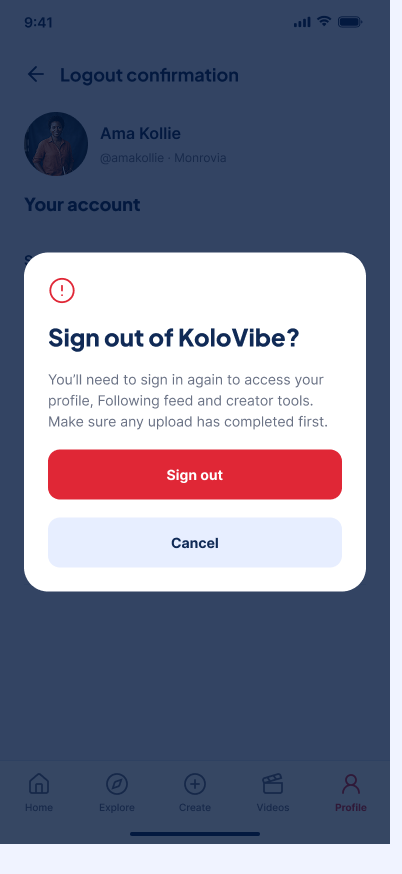 9:41
Logout confirmation
Ama Kollie
@amakollie · Monrovia
Your account
Sign out of KoloVibe?
You’ll need to sign in again to access your
profile, Following feed and creator tools.
Make sure any upload has completed first.
Sign out
Cancel
Home
Explore
Create
Videos
Profile